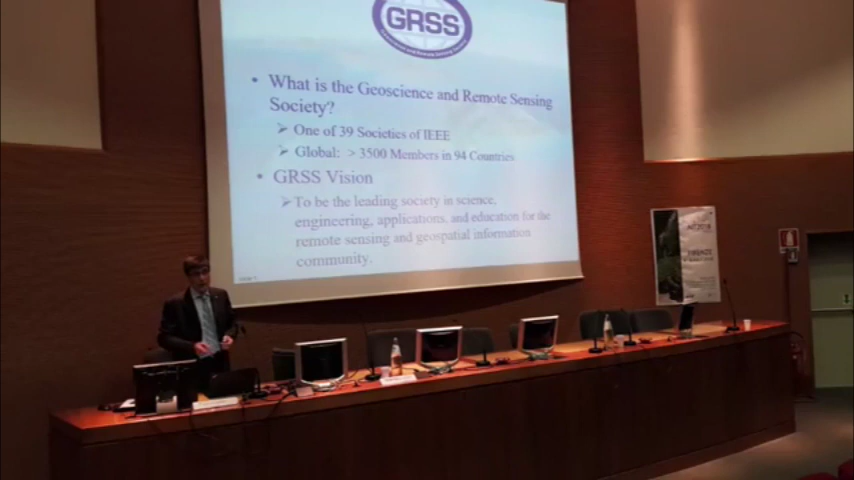 GRSS
• What is the Geoscience and Remote Sensing
Society?
➢ One of 39 Societies of IEEE
➢ Global: > 3500 Members in 94 Countries
• GRSS Vision
➢ To be the leading society in science,
engineering, applications, and education for the
remote sensing and geospatial information
community.
FIRENZE